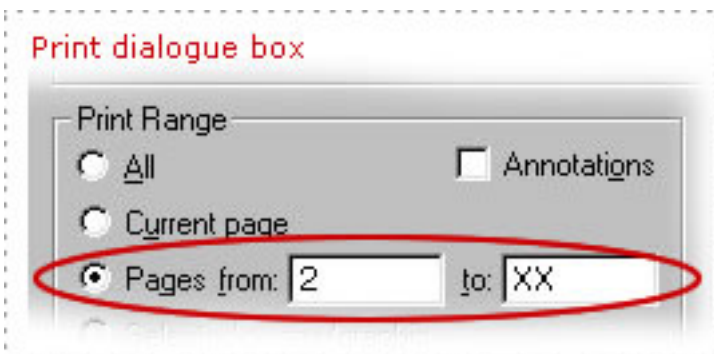 Print dialogue box
Print Range
All
Annotations
Current page
Pages from: 2 to: XX